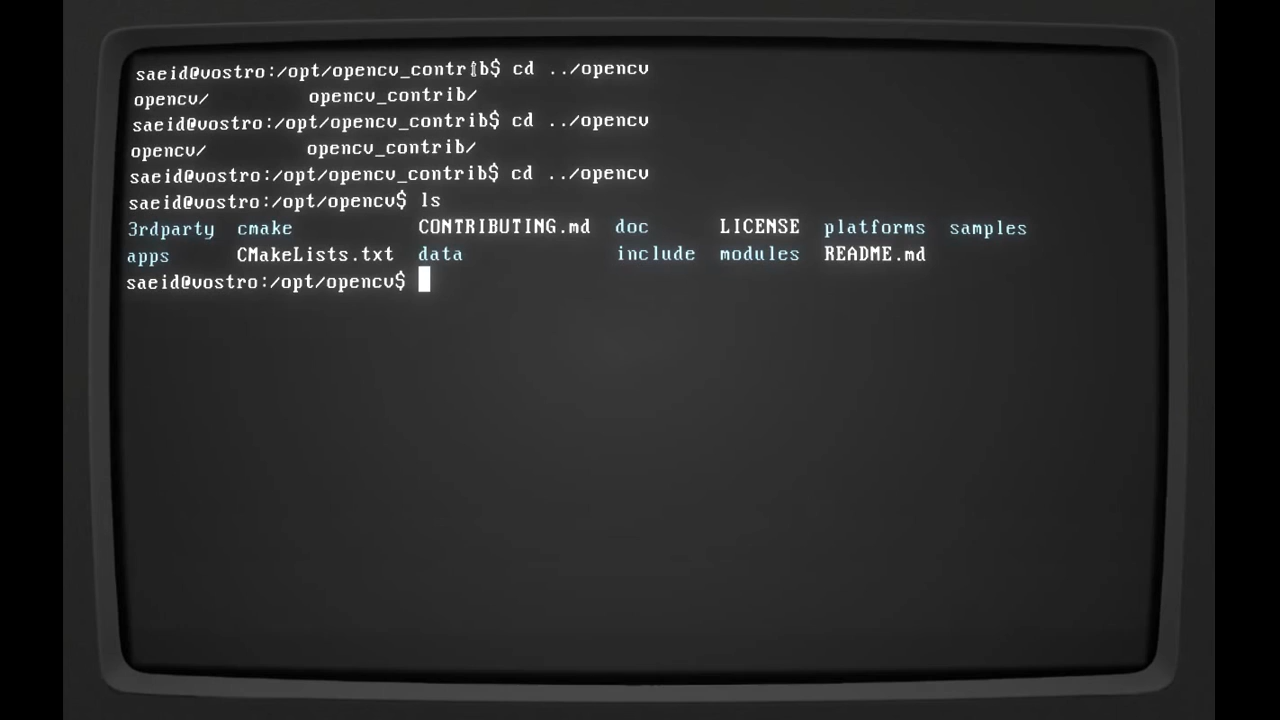 saeid@vostro:/opt/opencv_contrib$ cd ../opencv
opencv/ opencv_contrib/
saeid@vostro:/opt/opencv_contrib$ cd ../opencv
opencv/ opencv_contrib/
saeid@vostro:/opt/opencv_contrib$ cd ../opencv
saeid@vostro:/opt/opencv$ ls
3rdparty cmake CONTRIBUTING.md doc LICENSE platforms samples
apps CMakeLists.txt data include modules README.md
saeid@vostro:/opt/opencv$